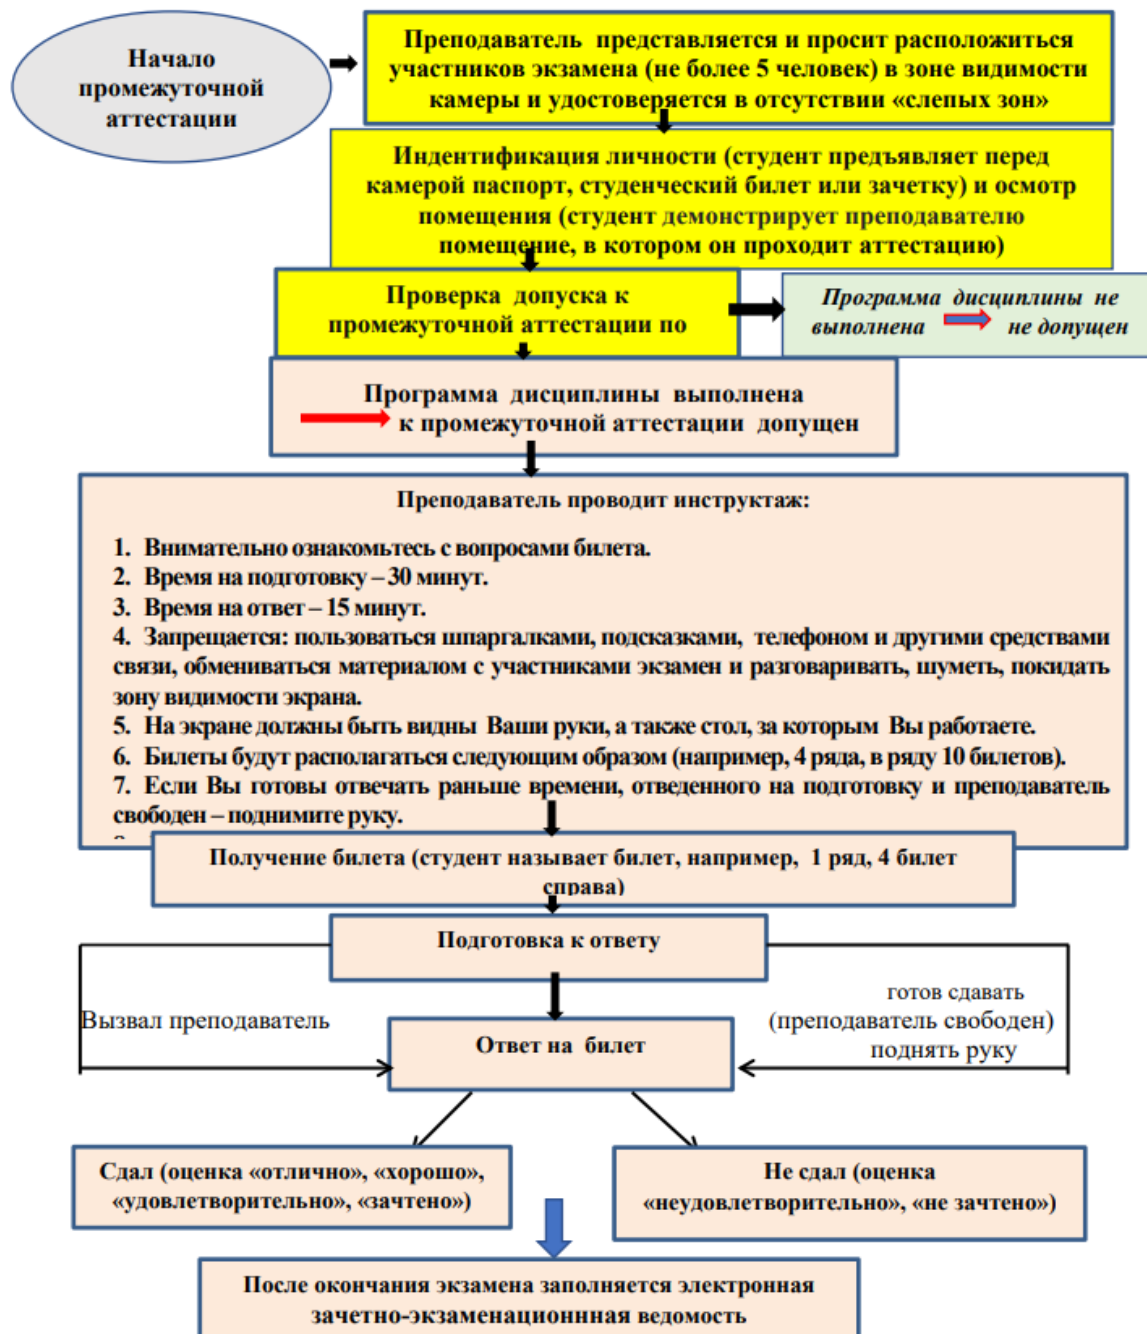 Начало
промежуточной
аттестации
Преподаватель представляется и просит расположиться
участников экзамена (не более 5 человек) в зоне видимости
камеры и удостоверяется в отсутствии «слепых зон»
Индентификация личности (студент предъявляет перед
камерой паспорт, студенческий билет или зачетку) и осмотр
помещения (студент демонстрирует преподавателю
помещение, в котором он проходит аттестацию)
Проверка допуска к
промежуточной аттестации по
Программа дисциплины не
выполнена не допущен
Программа дисциплины выполнена
к промежуточной аттестации допущен
Преподаватель проводит инструктаж:
1. Внимательно ознакомьтесь с вопросами билета.
2. Время на подготовку – 30 минут.
3. Время на ответ – 15 минут.
4. Запрещается: пользоваться шпаргалками, подсказками, телефоном и другими средствами
связи, обмениваться материалом с участниками экзамен и разговаривать, шуметь, покидать
зону видимости экрана.
5. На экране должны быть видны Ваши руки, а также стол, за которым Вы работаете.
6. Билеты будут располагаться следующим образом (например, 4 ряда, в ряду 10 билетов).
7. Если Вы готовы отвечать раньше времени, отведенного на подготовку и преподаватель
свободен – поднимите руку.
Получение билета (студент называет билет, например, 1 ряд, 4 билет
справа)
Подготовка к ответу
Вызвал преподаватель
готов сдавать
(преподаватель свободен)
поднять руку
Ответ на билет
Сдал (оценка «отлично», «хорошо»,
«удовлетворительно», «зачтено»)
Не сдал (оценка
«неудовлетворительно», «не зачтено»)
После окончания экзамена заполняется электронная
зачетно-экзаменационнная ведомость